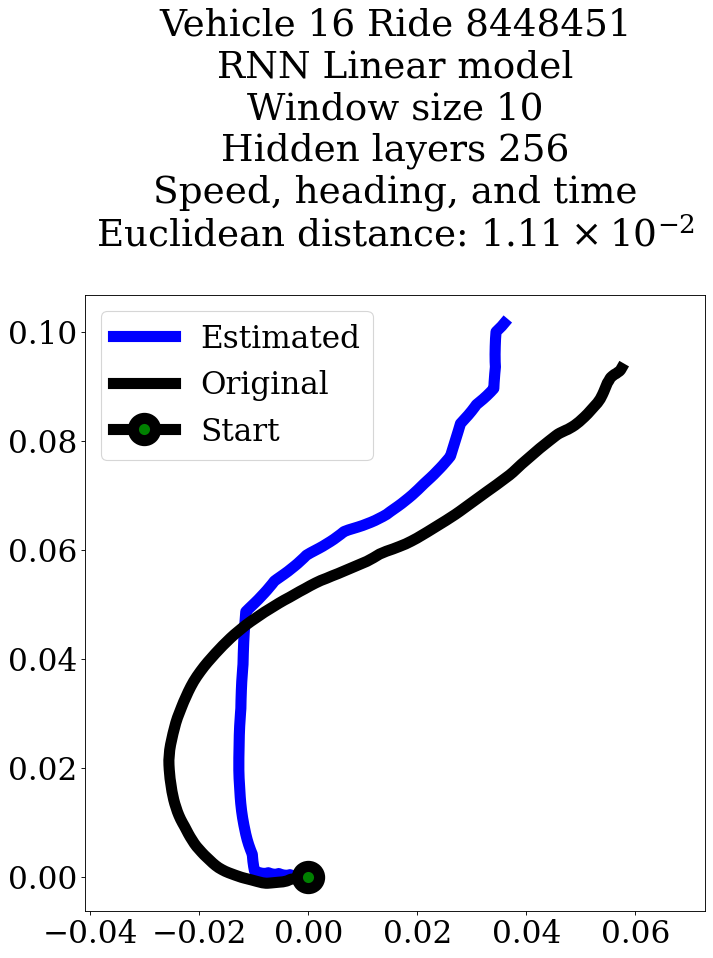 Vehicle 16 Ride 8448451
RNN Linear model
Window size 10
Hidden layers 256
Speed, heading, and time
Euclidean distance: 1.11 × 10⁻²
Estimated
Original
Start
0.10
0.08
0.06
0.04
0.02
0.00
−0.04 −0.02 0.00 0.02 0.04 0.06